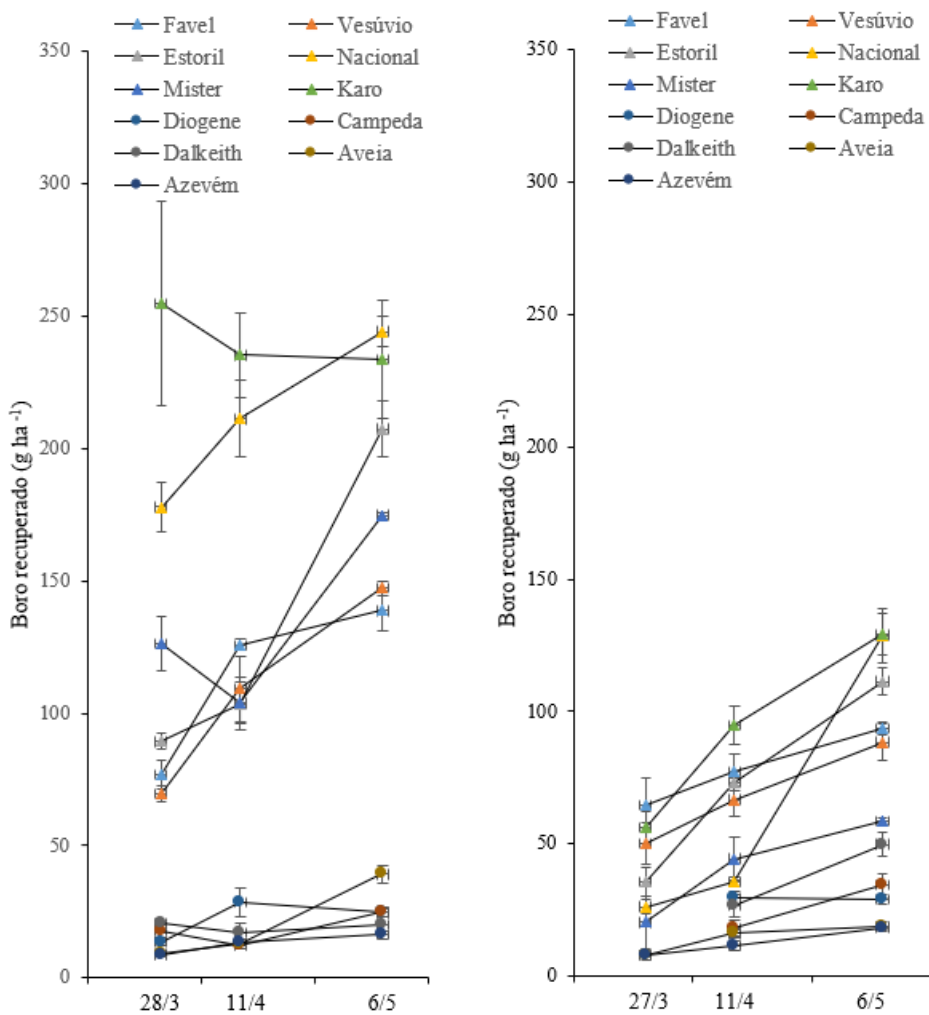 Favel Vesúvio
Estoril Nacional
Mister Karo
Diogene Campeda
Dalkeith Aveia
Azevém
350
300
250
200
150
100
50
0
Boro recuperado (g ha -1)
28/3 11/4 6/5
Favel Vesúvio
Estoril Nacional
Mister Karo
Diogene Campeda
Dalkeith Aveia
Azevém
350
300
250
200
150
100
50
0
Boro recuperado (g ha -1)
27/3 11/4 6/5